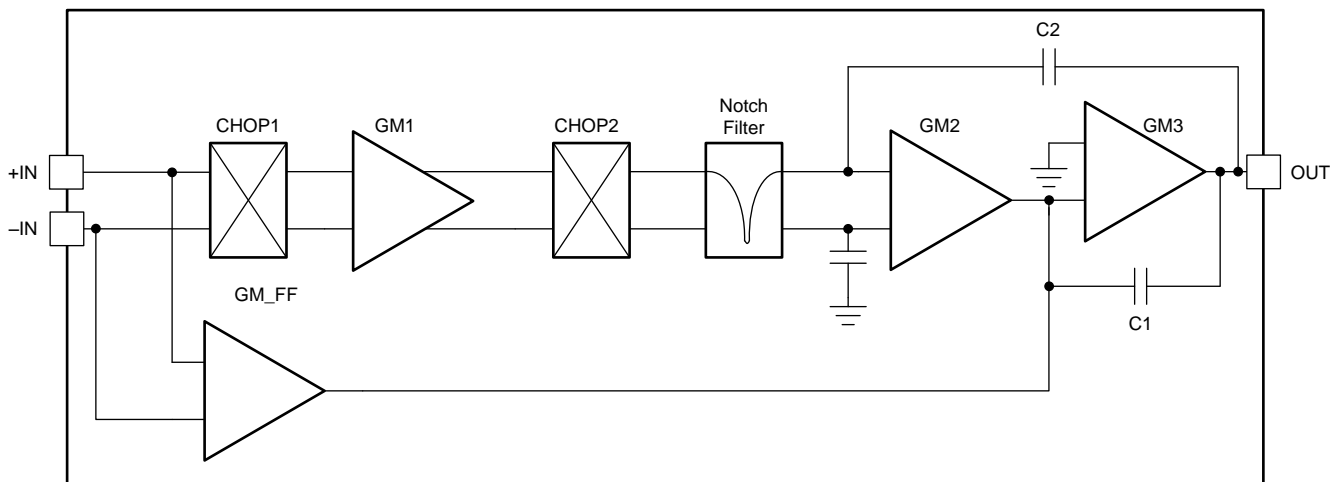 C2
CHOP1
GM1
CHOP2
Notch
Filter
GM2
GM3
+IN
–IN
OUT
GM_FF
C1